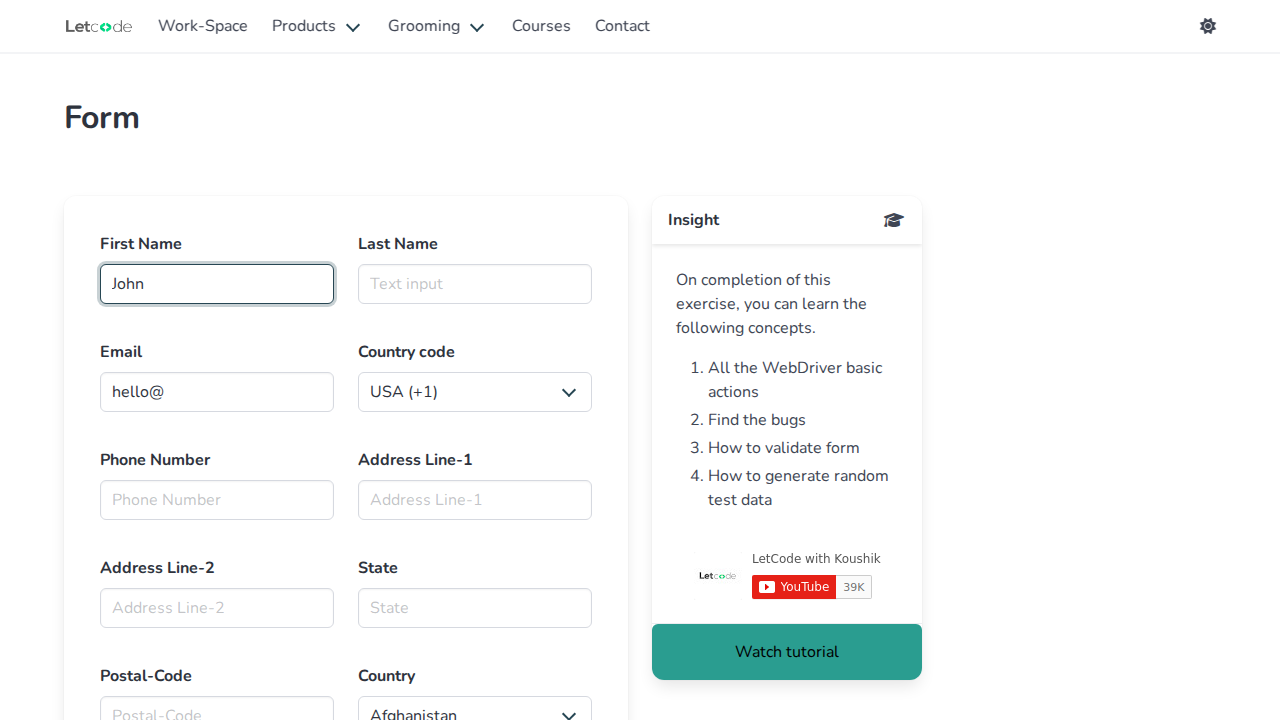 Letcode Work-Space Products Grooming Courses Contact
Form
First Name Last Name
John Text input
Email Country code
hello@ USA (+1)
Phone Number Address Line-1
Phone Number Address Line-1
Address Line-2 State
Address Line-2 State
Postal-Code Country
Postal-Code Afghanistan
Insight
On completion of this
exercise, you can learn the
following concepts.
1. All the WebDriver basic
actions
2. Find the bugs
3. How to validate form
4. How to generate random
test data
Letcode
LetCode with Koushik
YouTube 39K
Watch tutorial